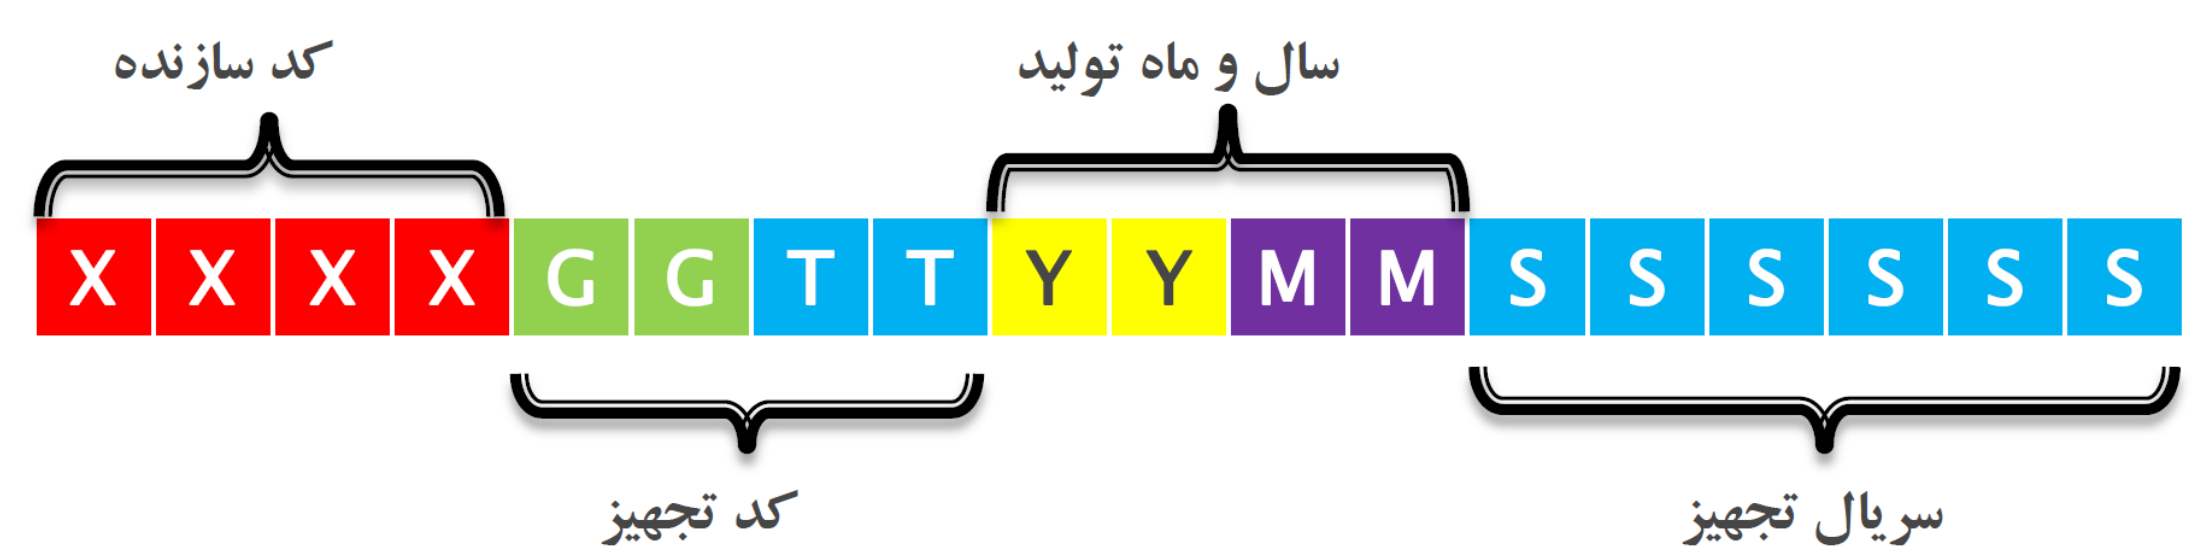 کد سازنده
سال و ماه تولید
X X X X G G T T Y Y M M S S S S S S
کد تجهیز
سریال تجهیز